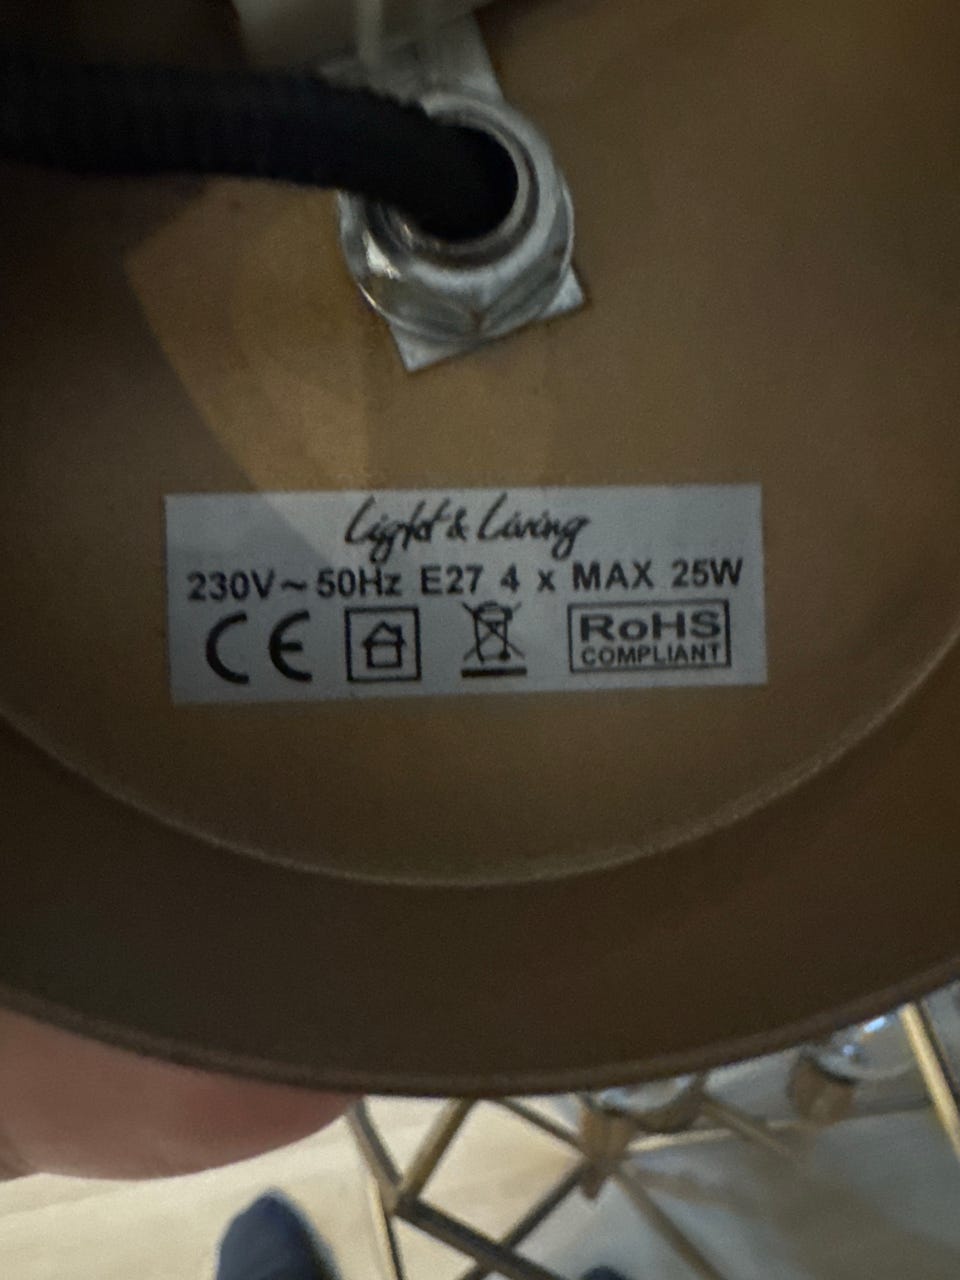 Light & Living
230V~50Hz E27 4 x MAX 25W
CE RoHS
COMPLIANT